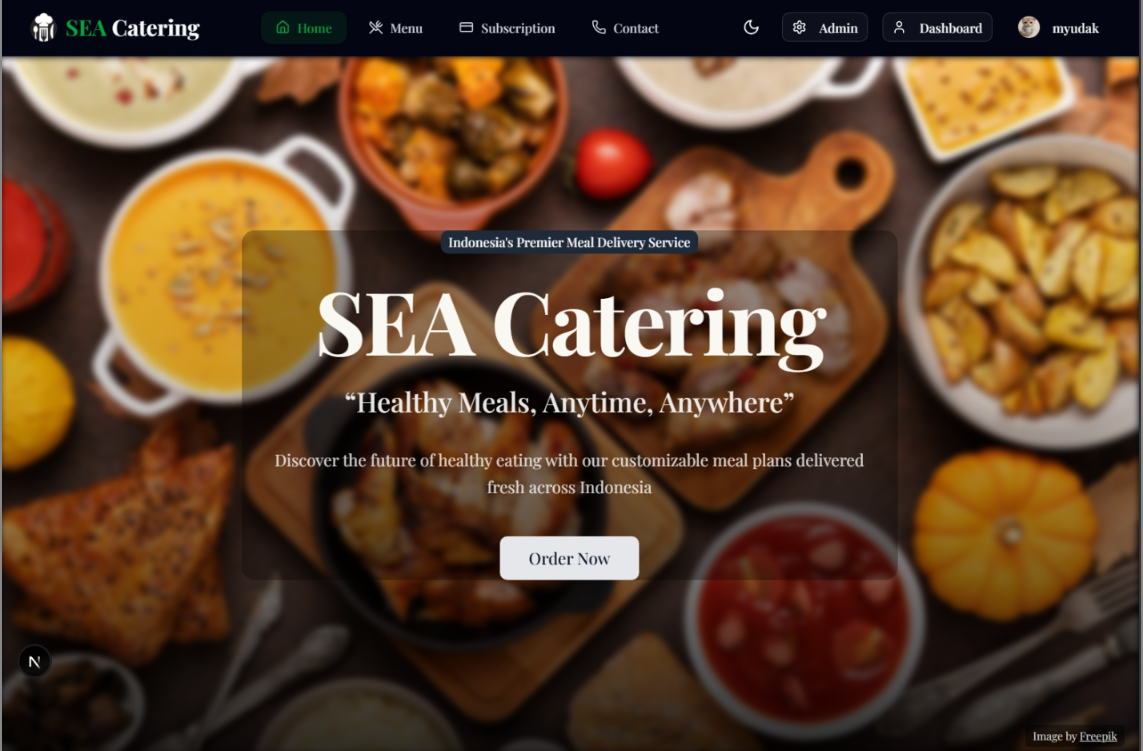 SEA Catering
Home
Menu
Subscription
Contact
Admin
Dashboard
myudak
Indonesia's Premier Meal Delivery Service
SEA Catering
“Healthy Meals, Anytime, Anywhere”
Discover the future of healthy eating with our customizable meal plans delivered
fresh across Indonesia
Order Now
N
Image by Freepik